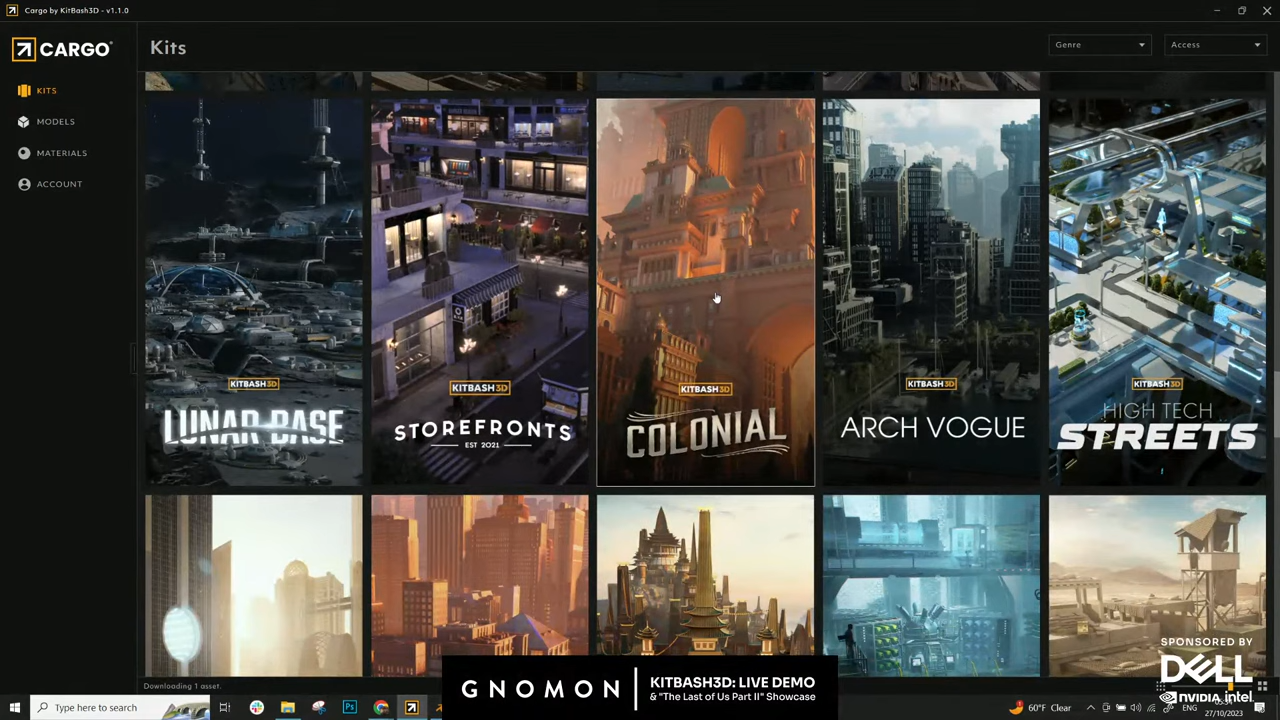 Cargo by KitBash3D - v1.1.0
CARGO
Kits
Genre
Access
KITS
MODELS
MATERIALS
ACCOUNT
KITBASH3D
LUNAR BASE
KITBASH3D
STOREFRONTS
EST 2021
KITBASH3D
COLONIAL
KITBASH3D
ARCH VOGUE
KITBASH3D
HIGH TECH
STREETS
Downloading 1 asset.
GNOMON
KITBASH3D: LIVE DEMO
& "The Last of Us Part II" Showcase
SPONSORED BY
DELL
NVIDIA intel
Type here to search
Ps
60°F Clear
ENG
27/10/2023